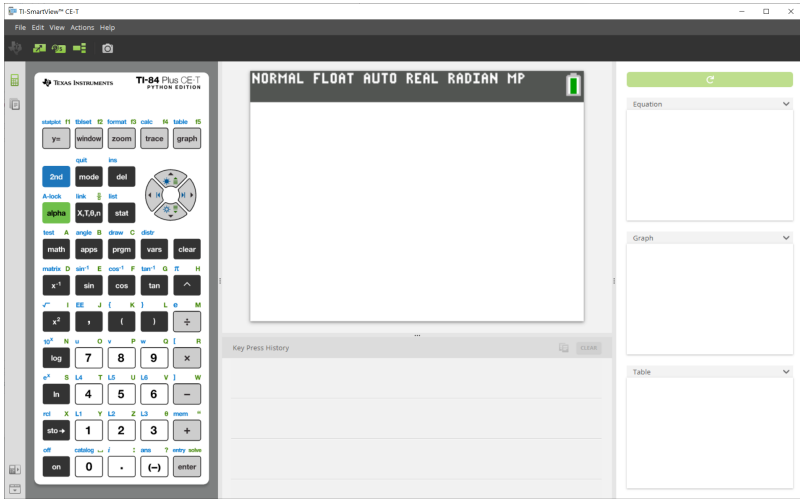 TI-SmartView™ CE-T
File Edit View Actions Help
TEXAS INSTRUMENTS TI-84 Plus CE-T
PYTHON EDITION
statplot f1 tblset f2 format f3 calc f4 table f5
y= window zoom trace graph
quit ins
2nd mode del
A-lock link list
alpha X,T,θ,n stat
test A angle B draw C distr
math apps prgm vars clear
matrix D sin⁻¹ E cos⁻¹ F tan⁻¹ G π H
x⁻¹ sin cos tan ^
√ I EE J { K } L e M
x² , ( ) ÷
10ˣ N u O v P w Q [ R
log 7 8 9 ×
eˣ S L4 T L5 U L6 V ] W
ln 4 5 6 −
rcl X L1 Y L2 Z L3 θ mem "
sto→ 1 2 3 +
off catalog i : ans ? entry solve
on 0 . (−) enter
NORMAL FLOAT AUTO REAL RADIAN MP
Key Press History CLEAR
Equation
Graph
Table